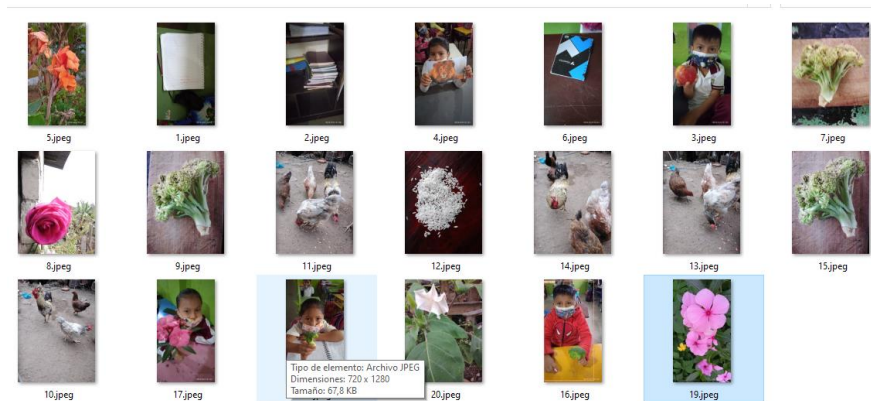 5.jpeg
1.jpeg
2.jpeg
4.jpeg
6.jpeg
3.jpeg
7.jpeg
8.jpeg
9.jpeg
11.jpeg
12.jpeg
14.jpeg
13.jpeg
15.jpeg
10.jpeg
17.jpeg
20.jpeg
16.jpeg
19.jpeg
Tipo de elemento: Archivo JPEG
Dimensiones: 720 x 1280
Tamaño: 67,8 KB